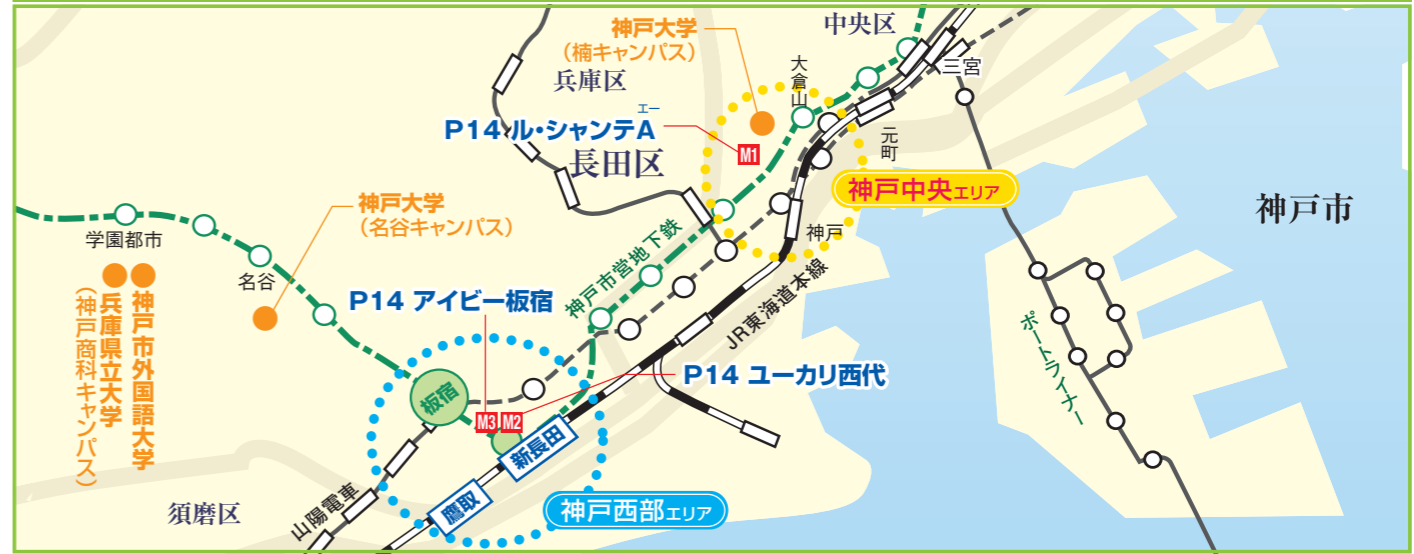 神戸大学
(楠キャンパス)
中央区
三宮
大倉山
兵庫区
エー
P14 ル・シャンテA
M1
元町
長田区
神戸中央エリア
神戸市
神戸大学
(名谷キャンパス)
神戸
学園都市
名谷
神戸市営地下鉄
JR東海道本線
P14 アイビー板宿
神戸市外国語大学
兵庫県立大学
(神戸商科キャンパス)
ポートライナー
P14 ユーカリ西代
板宿
M3
M2
新長田
鷹取
神戸西部エリア
須磨区
山陽電車